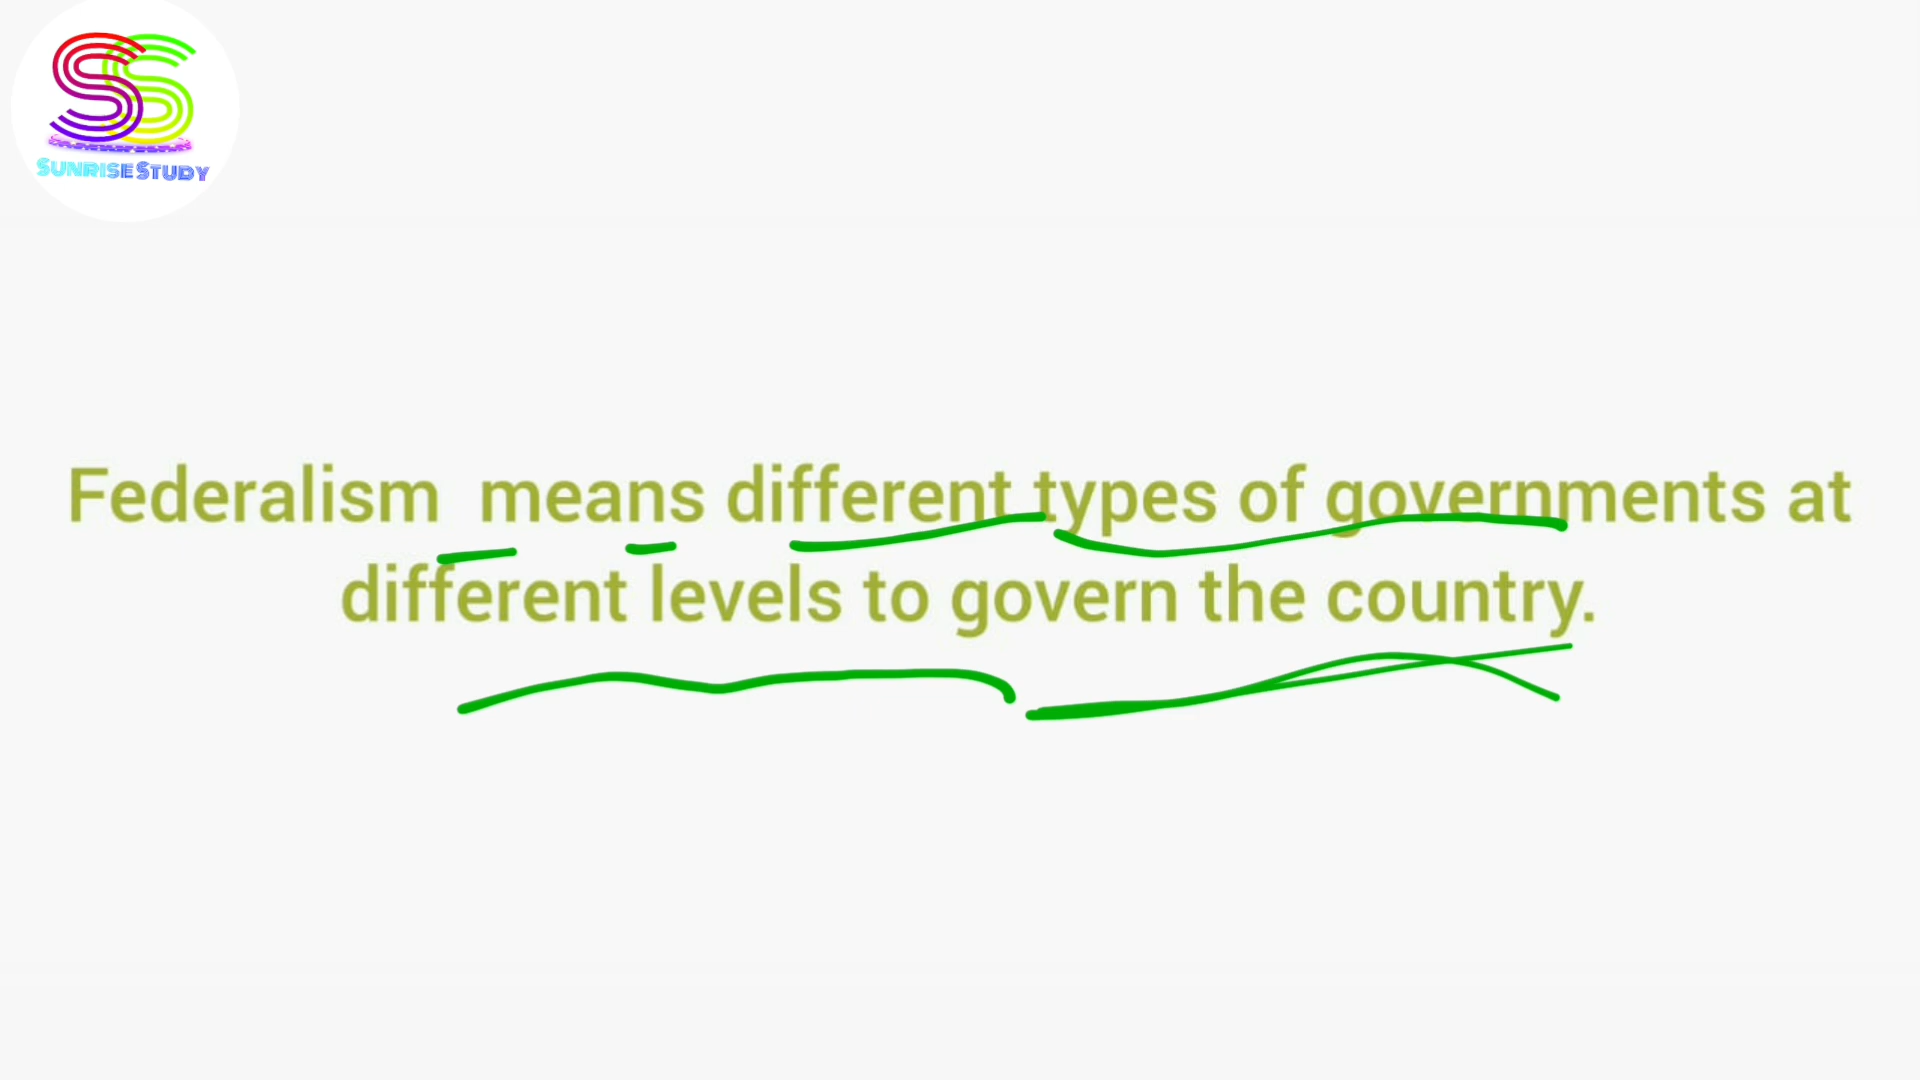 SUNRISE STUDY
Federalism means different types of governments at
different levels to govern the country.